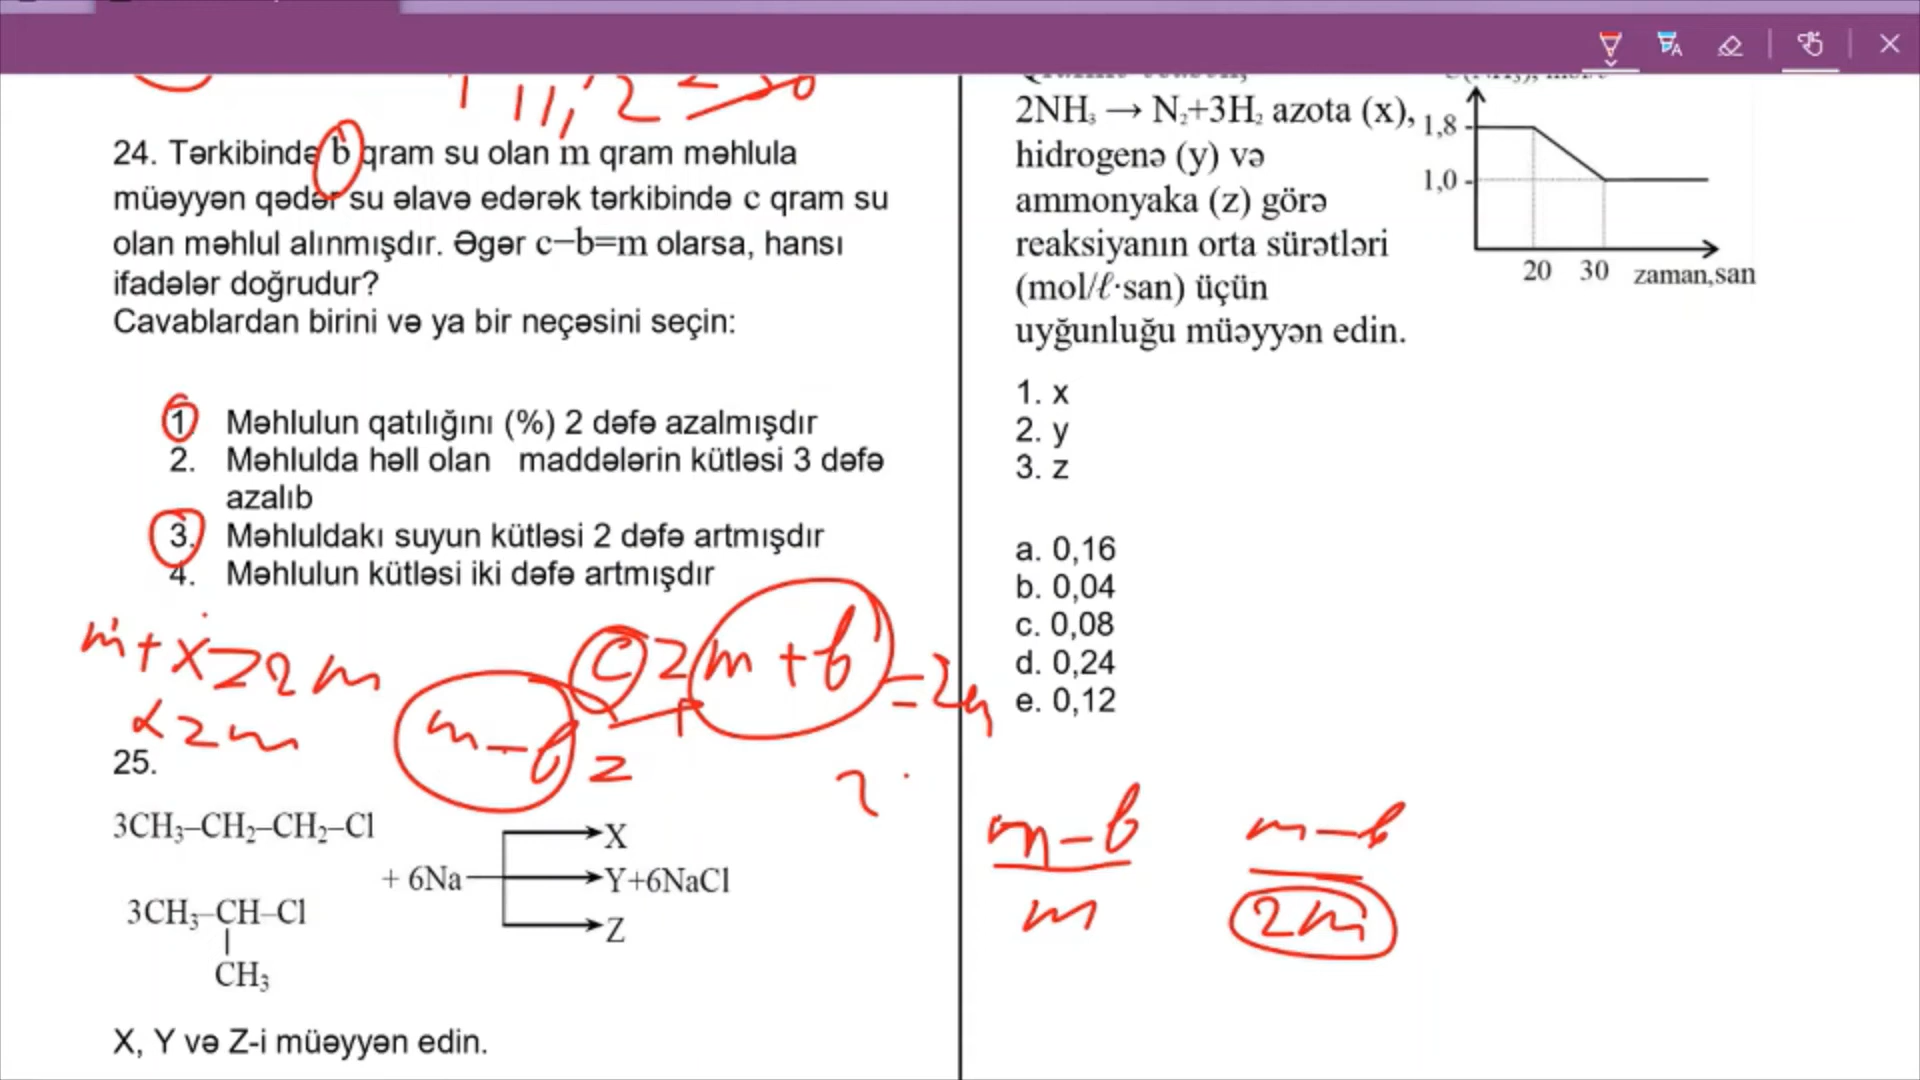 24. Tərkibində b qram su olan m qram məhlula
müəyyən qədər su əlavə edərək tərkibində c qram su
olan məhlul alınmışdır. Əgər c−b=m olarsa, hansı
ifadələr doğrudur?
Cavablardan birini və ya bir neçəsini seçin:
1. Məhlulun qatılığını (%) 2 dəfə azalmışdır
2. Məhlulda həll olan maddələrin kütləsi 3 dəfə
azalıb
3. Məhluldakı suyun kütləsi 2 dəfə artmışdır
4. Məhlulun kütləsi iki dəfə artmışdır
m+x=2m
c=m+b
m-b
25.
3CH₃–CH₂–CH₂–Cl
+ 6Na
X
Y+6NaCl
Z
3CH₃–CH–Cl
|
CH₃
X, Y və Z-i müəyyən edin.
2NH₃ → N₂+3H₂ azota (x),
hidrogenə (y) və
ammonyaka (z) görə
reaksiyanın orta sürətləri
(mol/ℓ·san) üçün
uyğunluğu müəyyən edin.
1,8
1,0
20 30 zaman,san
1. x
2. y
3. z
a. 0,16
b. 0,04
c. 0,08
d. 0,24
e. 0,12
m-b
m
m-b
2m